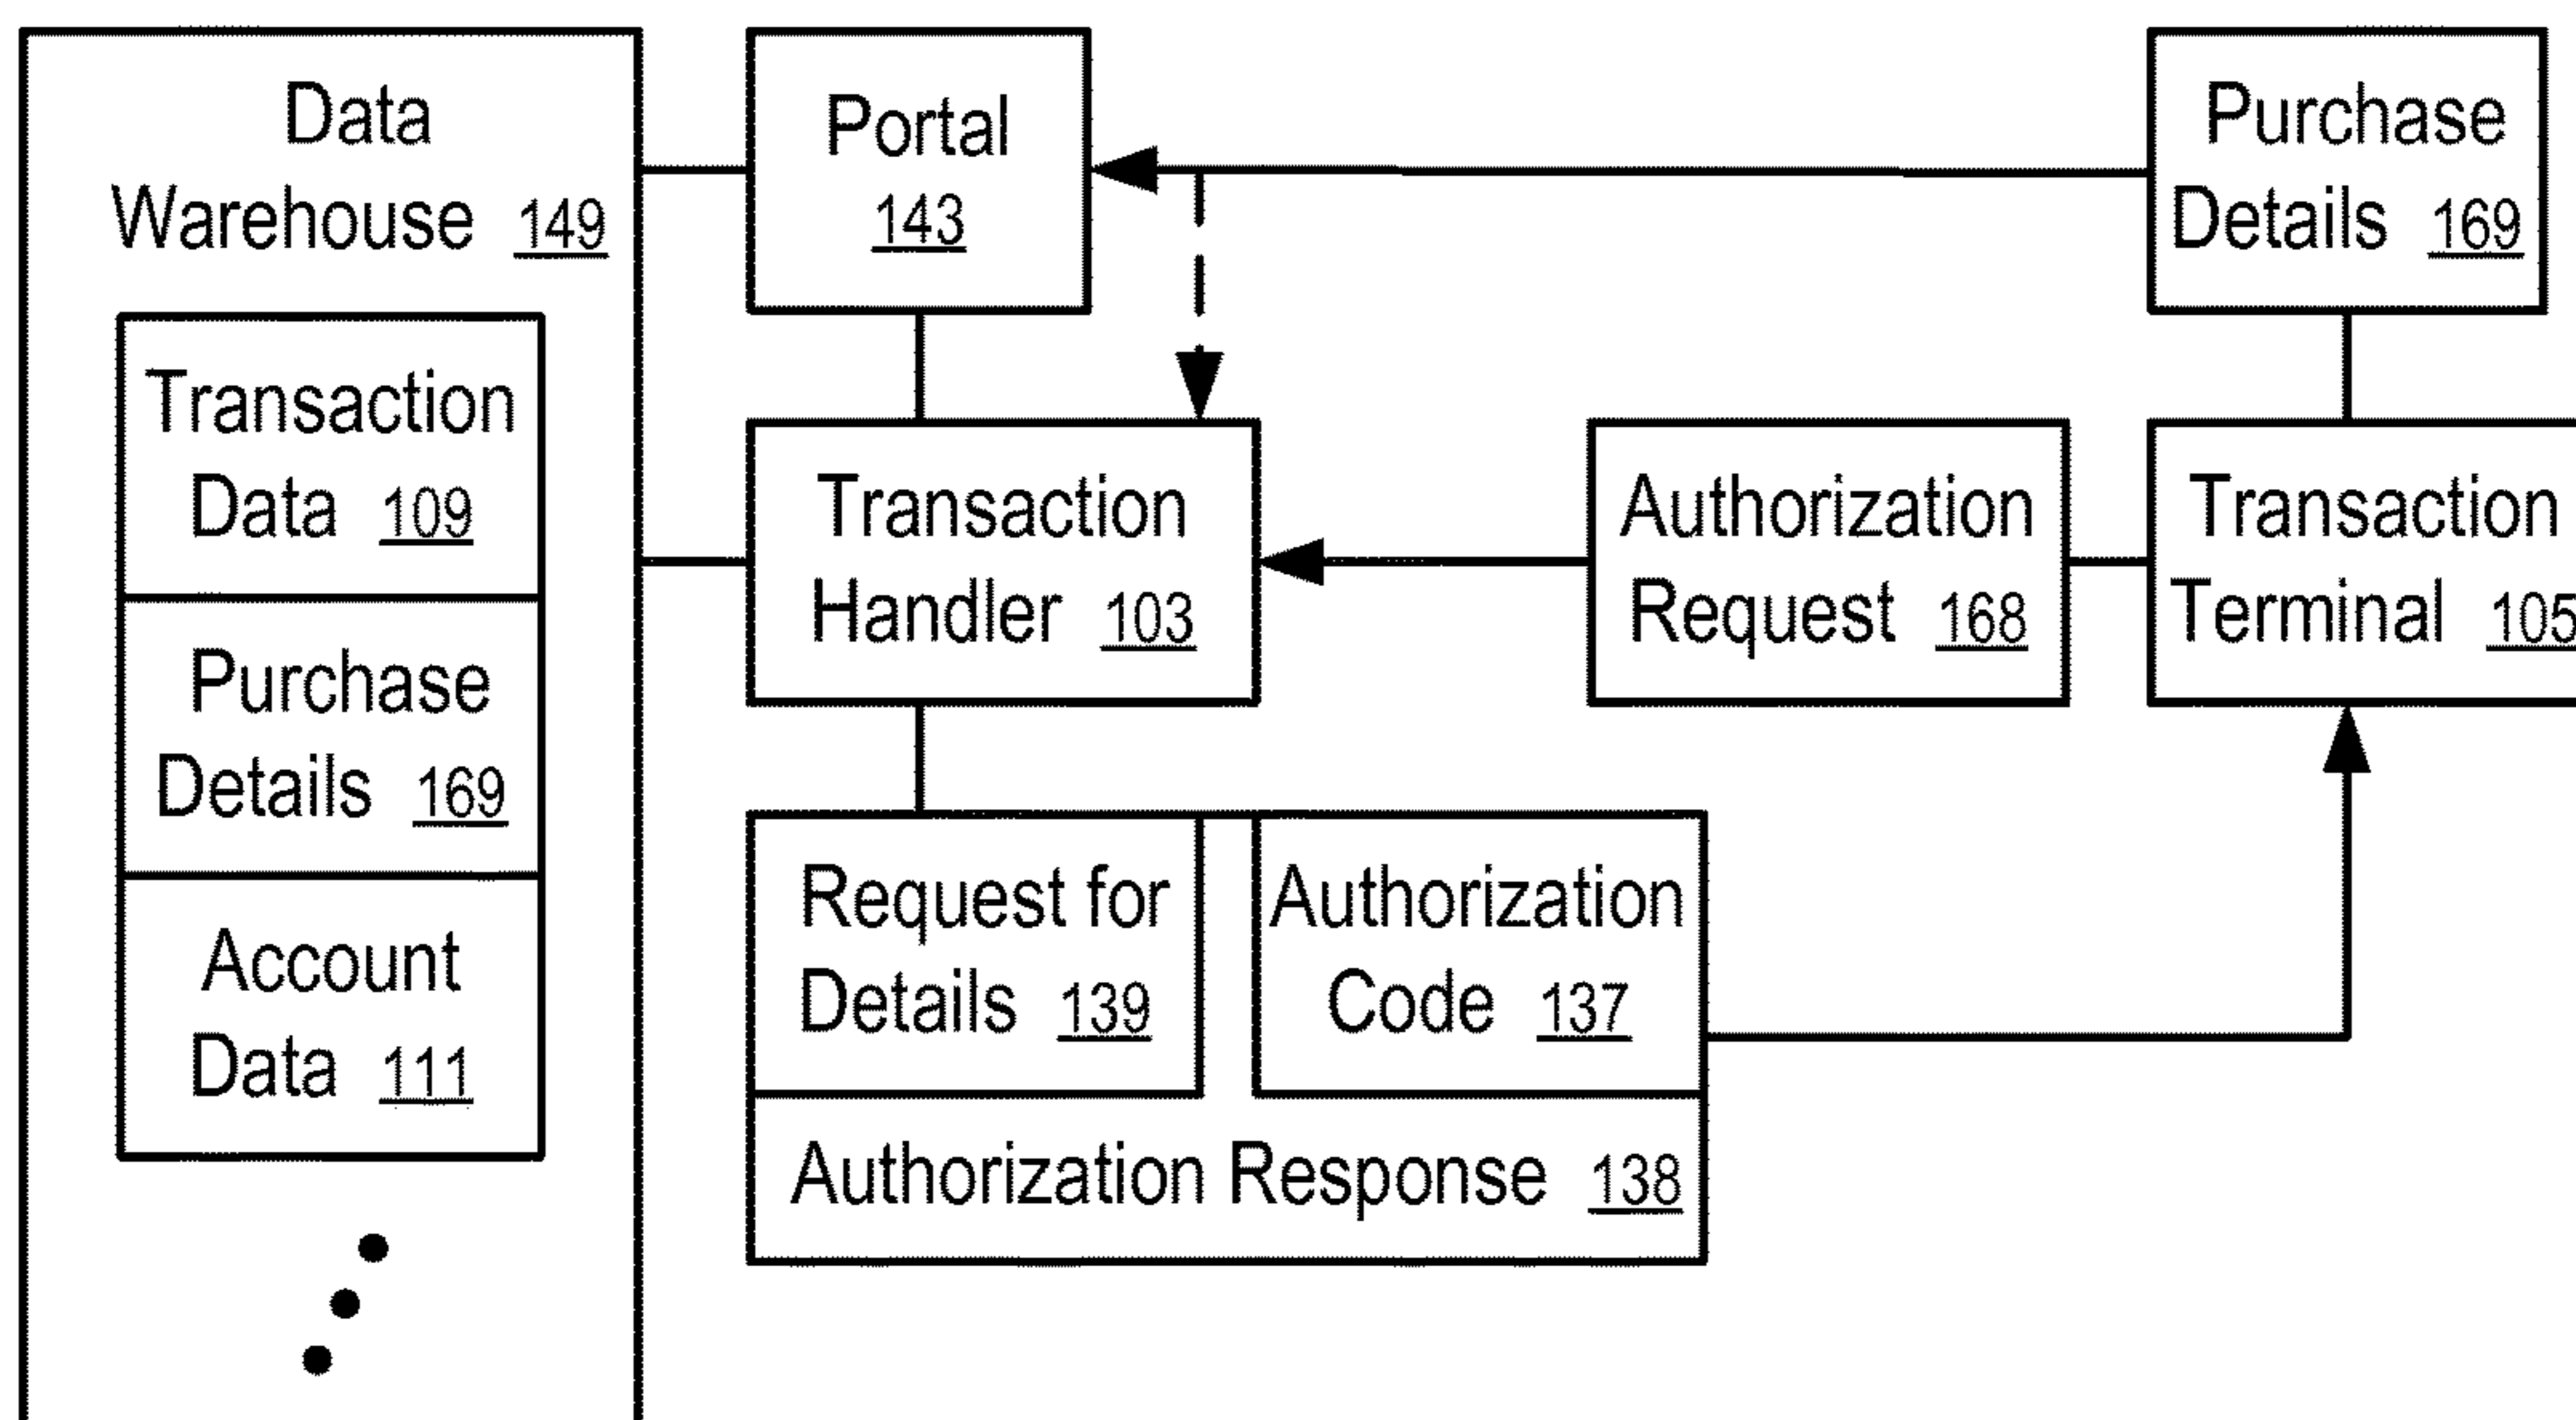 Data
Warehouse 149
Transaction
Data 109
Purchase
Details 169
Account
Data 111
Portal
143
Purchase
Details 169
Transaction
Handler 103
Authorization
Request 168
Transaction
Terminal 105
Request for
Details 139
Authorization
Code 137
Authorization Response 138